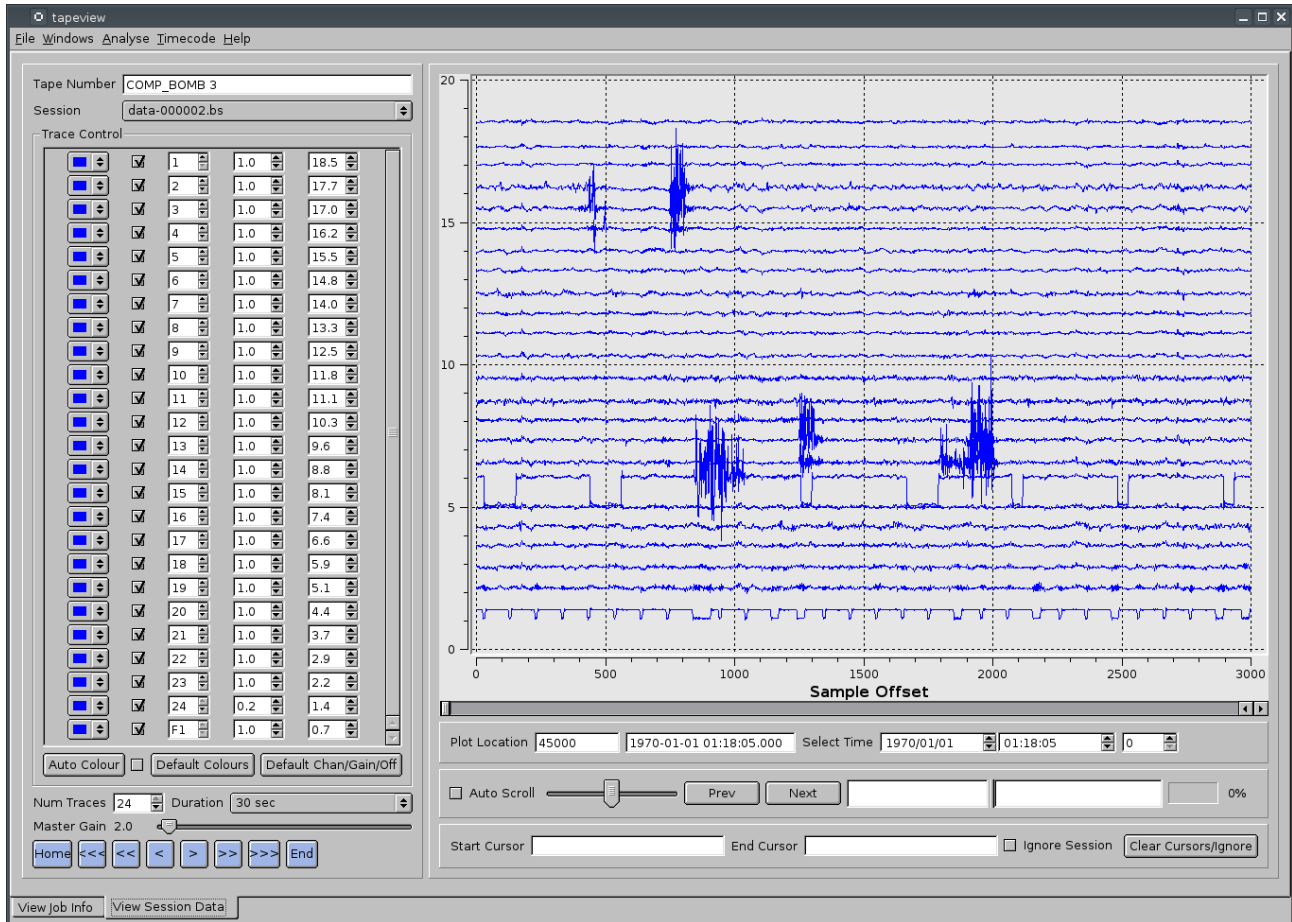 tapeview
File Windows Analyse Timecode Help
Tape Number COMP_BOMB 3
Session data-000002.bs
Trace Control
1 1.0 18.5
2 1.0 17.7
3 1.0 17.0
4 1.0 16.2
5 1.0 15.5
6 1.0 14.8
7 1.0 14.0
8 1.0 13.3
9 1.0 12.5
10 1.0 11.8
11 1.0 11.1
12 1.0 10.3
13 1.0 9.6
14 1.0 8.8
15 1.0 8.1
16 1.0 7.4
17 1.0 6.6
18 1.0 5.9
19 1.0 5.1
20 1.0 4.4
21 1.0 3.7
22 1.0 2.9
23 1.0 2.2
24 0.2 1.4
F1 1.0 0.7
Auto Colour Default Colours Default Chan/Gain/Off
Num Traces 24 Duration 30 sec
Master Gain 2.0
Home <<< << < > >> >>> End
20
15
10
5
0
0 500 1000 1500 2000 2500 3000
Sample Offset
Plot Location 45000 1970-01-01 01:18:05.000 Select Time 1970/01/01 01:18:05 0
Auto Scroll Prev Next 0%
Start Cursor End Cursor Ignore Session Clear Cursors/Ignore
View Job Info View Session Data